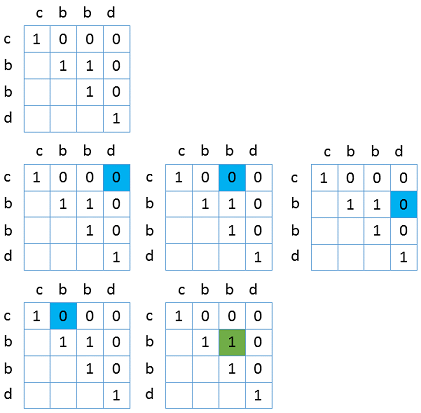 c b b d
c 1 0 0 0
b 1 1 0
b 1 0
d 1
c b b d c b b d c b b d
c 1 0 0 0 c 1 0 0 0 c 1 0 0 0
b 1 1 0 b 1 1 0 b 1 1 0
b 1 0 b 1 0 b 1 0
d 1 d 1 d 1
c b b d c b b d
c 1 0 0 0 c 1 0 0 0
b 1 1 0 b 1 1 0
b 1 0 b 1 0
d 1 d 1